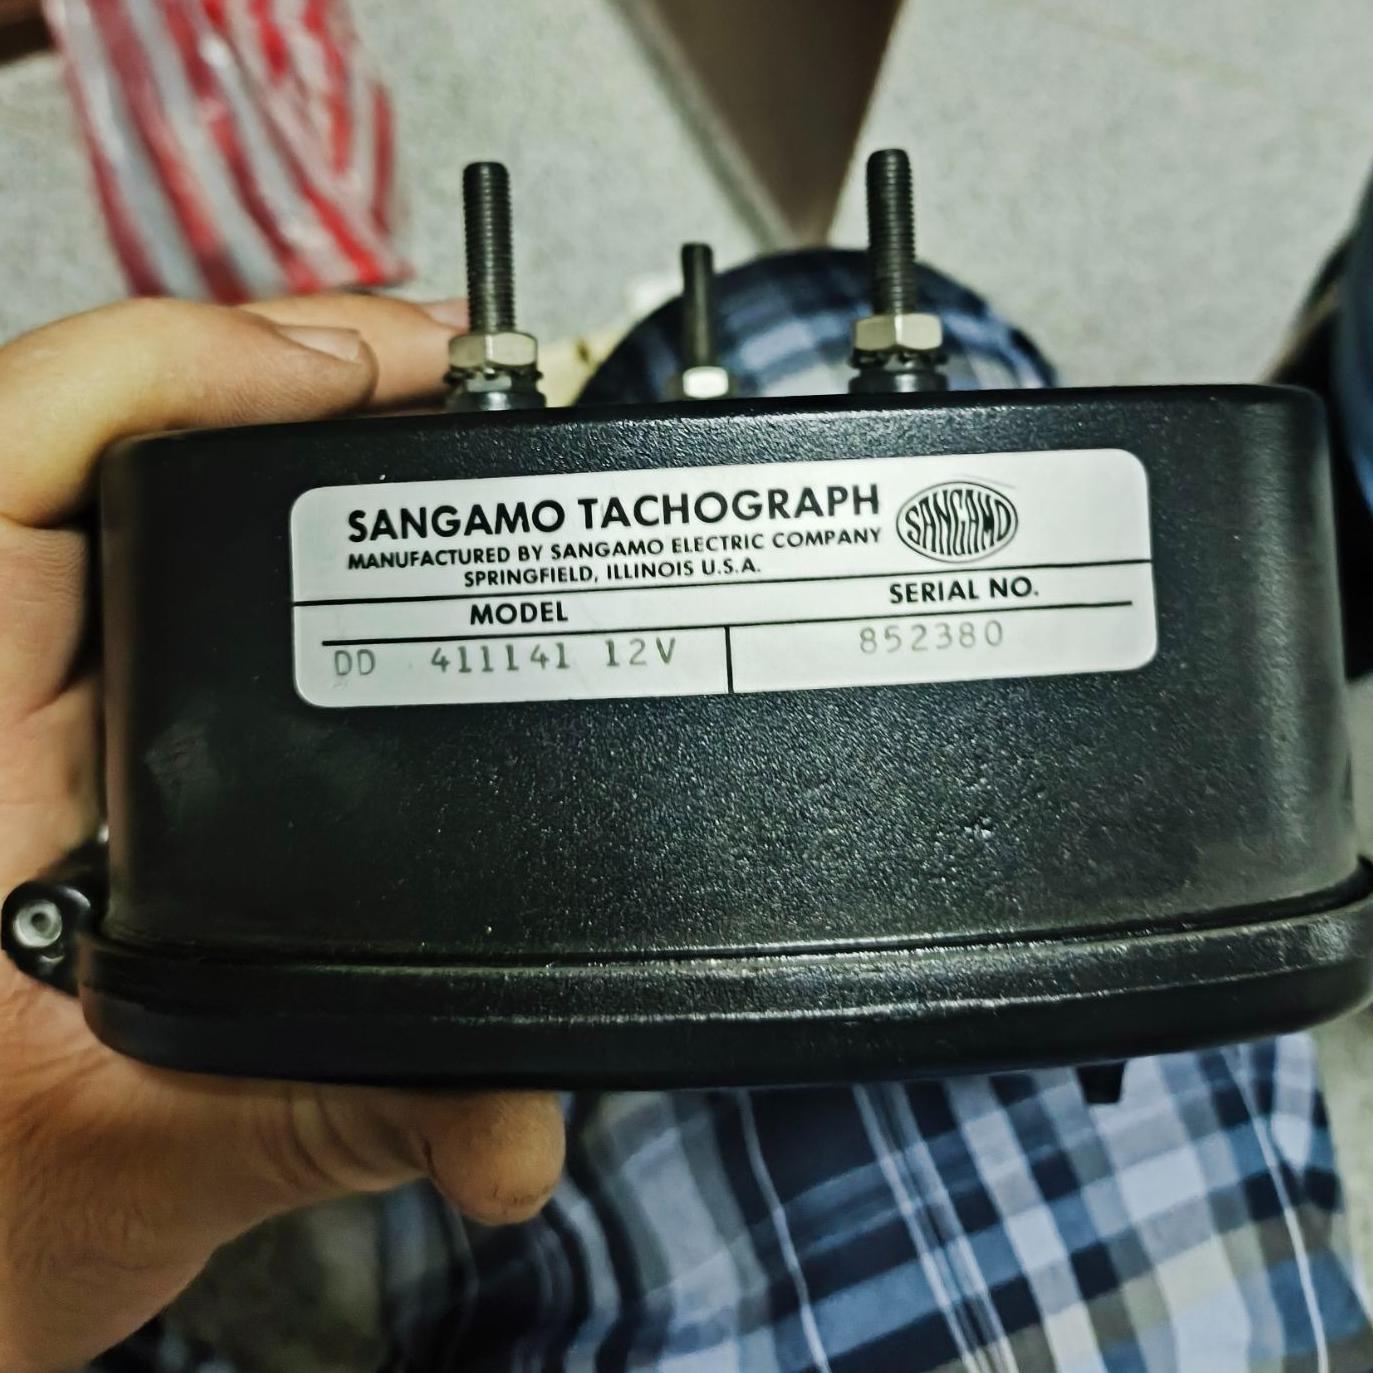 SANGAMO TACHOGRAPH
SANGAMO
MANUFACTURED BY SANGAMO ELECTRIC COMPANY
SPRINGFIELD, ILLINOIS U.S.A.
MODEL
SERIAL NO.
DD 411141 12V
852380